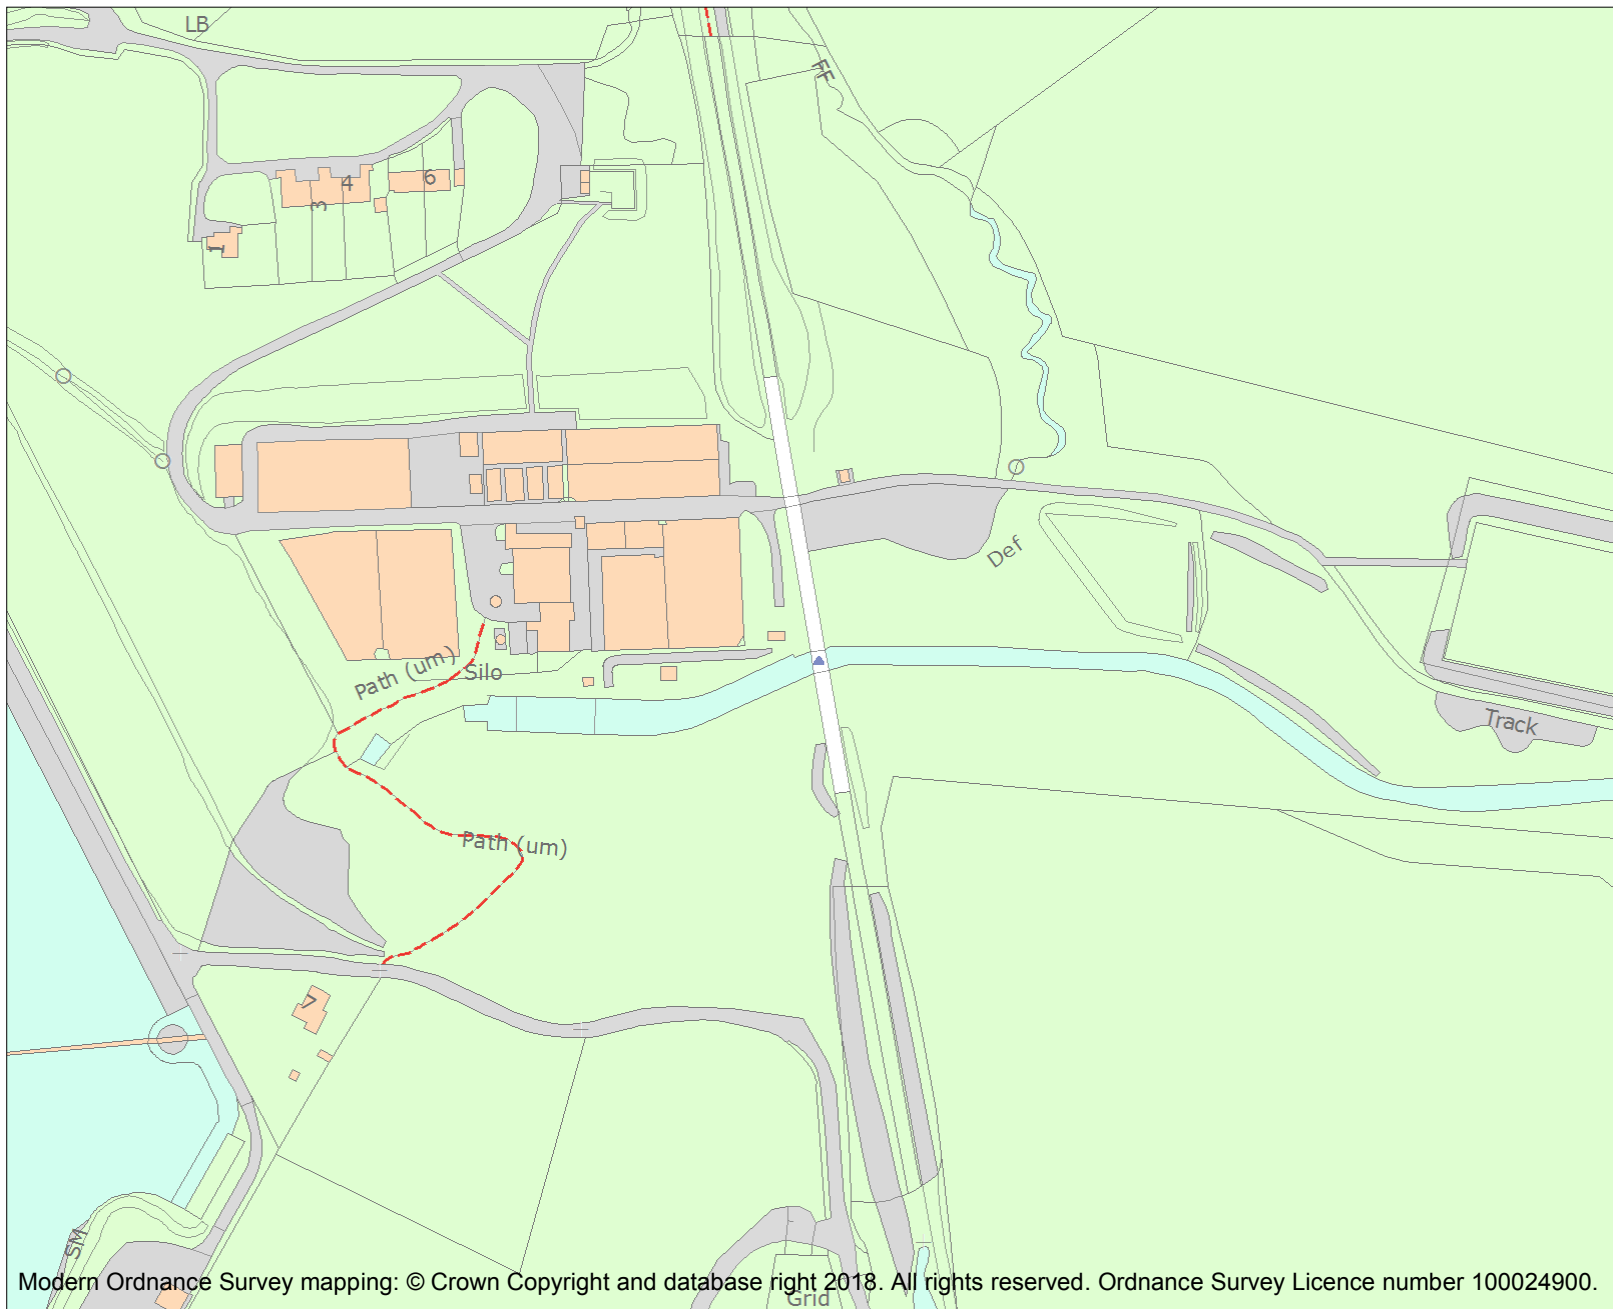 LB
FF
4
6
3
1
Def
Path (um)
Silo
Track
Path (um)
7
SM
Modern Ordnance Survey mapping: © Crown Copyright and database right 2018. All rights reserved. Ordnance Survey Licence number 100024900.
Grid